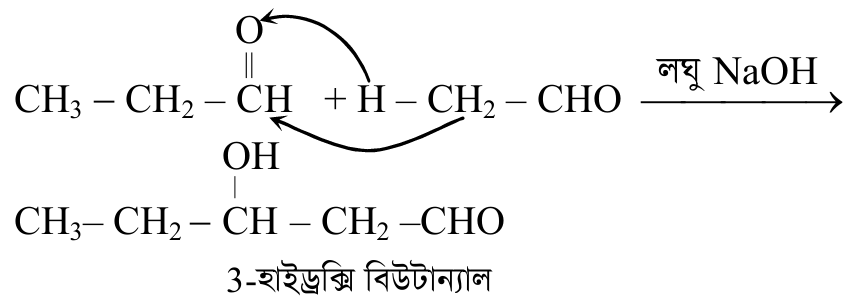 O
||
CH₃ – CH₂ – CH + H – CH₂ – CHO লঘু NaOH ⟶
OH
|
CH₃– CH₂ – CH – CH₂ –CHO
3-হাইড্রক্সি বিউটান্যাল